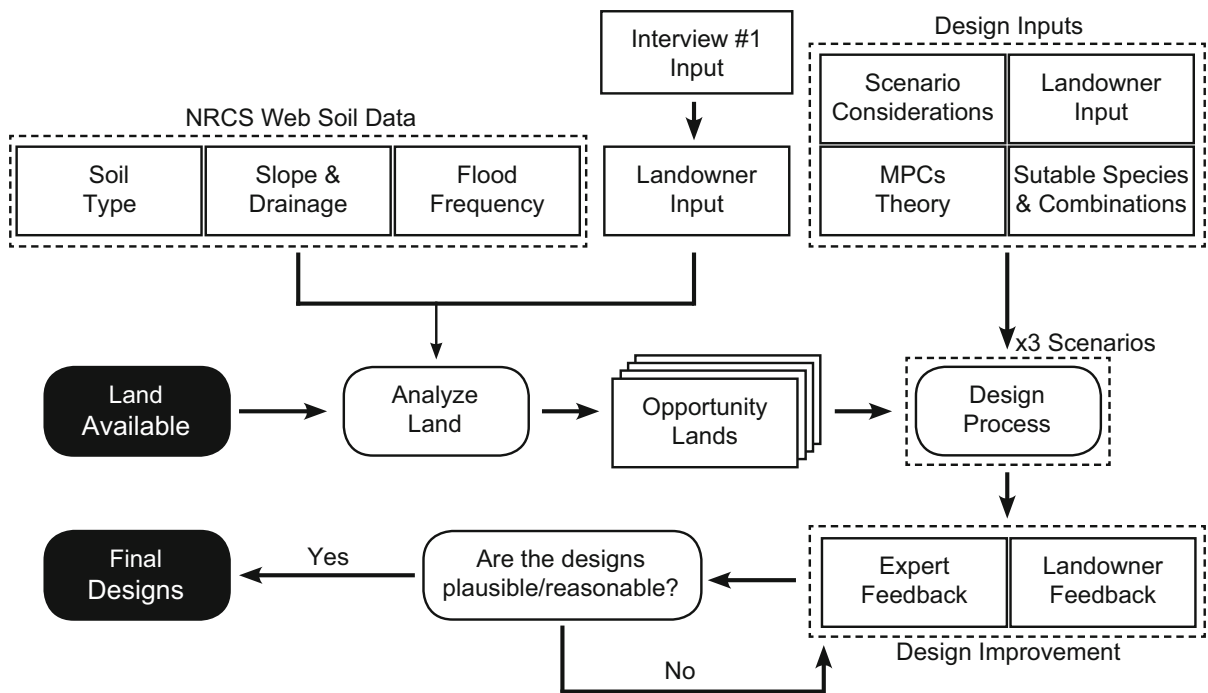 Interview #1
Input
Design Inputs
Scenario
Considerations
Landowner
Input
MPCs
Theory
Sutable Species
& Combinations
NRCS Web Soil Data
Soil
Type
Slope &
Drainage
Flood
Frequency
Landowner
Input
x3 Scenarios
Land
Available
Analyze
Land
Opportunity
Lands
Design
Process
Final
Designs
Yes
Are the designs
plausible/reasonable?
Expert
Feedback
Landowner
Feedback
No
Design Improvement